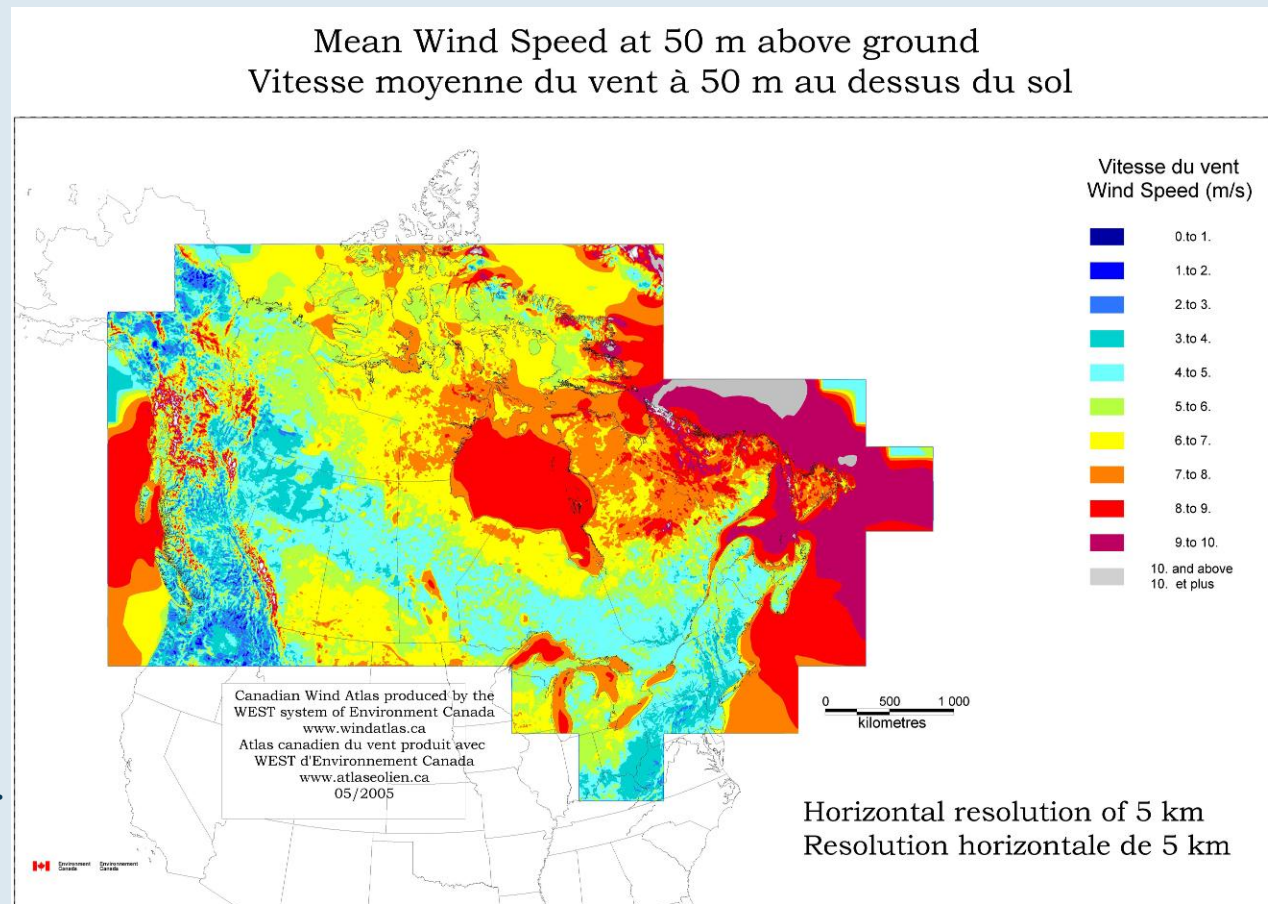 Mean Wind Speed at 50 m above ground
Vitesse moyenne du vent à 50 m au dessus du sol
Vitesse du vent
Wind Speed (m/s)
0.to 1.
1.to 2.
2.to 3.
3.to 4.
4.to 5.
5.to 6.
6.to 7.
7.to 8.
8.to 9.
9.to 10.
10. and above
10. et plus
Canadian Wind Atlas produced by the
WEST system of Environment Canada
www.windatlas.ca
Atlas canadien du vent produit avec
WEST d'Environnement Canada
www.atlaseolien.ca
05/2005
0 500 1 000
kilometres
Horizontal resolution of 5 km
Resolution horizontale de 5 km
Environment Environnement
Canada Canada